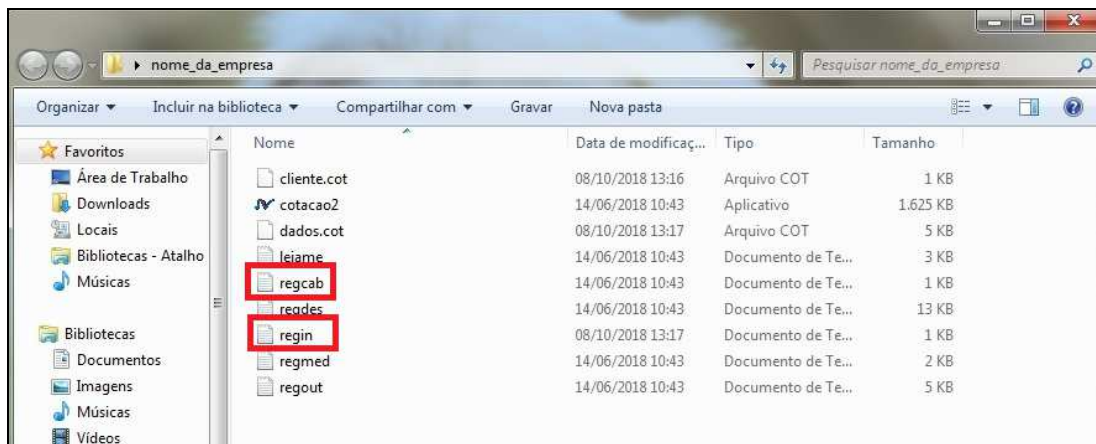 nome_da_empresa
Pesquisar nome_da_empresa
Organizar Incluir na biblioteca Compartilhar com Gravar Nova pasta
Favoritos
Área de Trabalho
Downloads
Locais
Bibliotecas - Atalho
Músicas
Bibliotecas
Documentos
Imagens
Músicas
Vídeos
Nome Data de modificaç... Tipo Tamanho
cliente.cot 08/10/2018 13:16 Arquivo COT 1 KB
cotacao2 14/06/2018 10:43 Aplicativo 1.625 KB
dados.cot 08/10/2018 13:17 Arquivo COT 5 KB
leiame 14/06/2018 10:43 Documento de Te... 3 KB
regcab 14/06/2018 10:43 Documento de Te... 1 KB
regdes 14/06/2018 10:43 Documento de Te... 13 KB
regin 08/10/2018 13:17 Documento de Te... 1 KB
regmed 14/06/2018 10:43 Documento de Te... 2 KB
regout 14/06/2018 10:43 Documento de Te... 5 KB